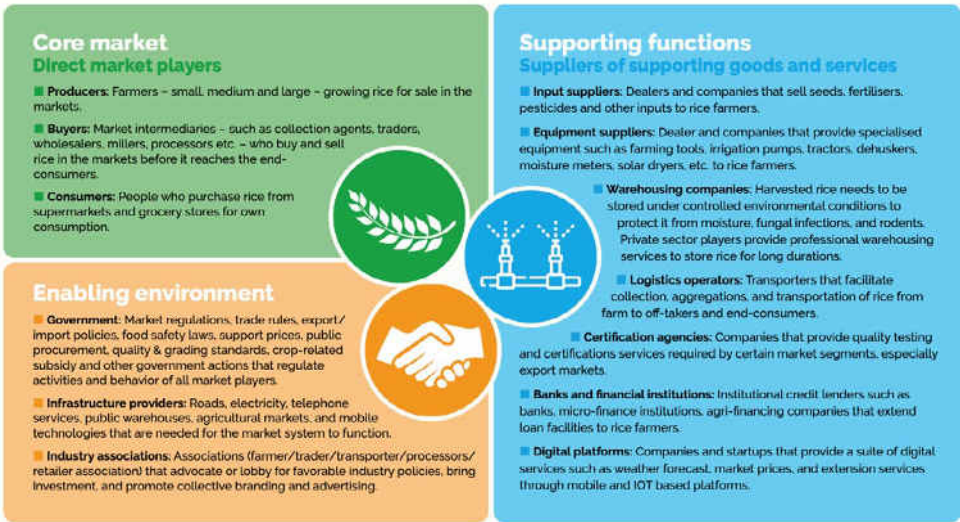 Core market
Direct market players
Producers: Farmers – small, medium and large – growing rice for sale in the
markets.
Buyers: Market intermediaries – such as collection agents, traders,
wholesalers, millers, processors etc. – who buy and sell
rice in the markets before it reaches the end-
consumers.
Consumers: People who purchase rice from
supermarkets and grocery stores for own
consumption.
Enabling environment
Government: Market regulations, trade rules, export/
import policies, food safety laws, support prices, public
procurement, quality & grading standards, crop-related
subsidy and other government actions that regulate
activities and behavior of all market players.
Infrastructure providers: Roads, electricity, telephone
services, public warehouses, agricultural markets, and mobile
technologies that are needed for the market system to function.
Industry associations: Associations (farmer/trader/transporter/processors/
retailer association) that advocate or lobby for favorable industry policies, bring
investment, and promote collective branding and advertising.
Supporting functions
Suppliers of supporting goods and services
Input suppliers: Dealers and companies that sell seeds, fertilisers,
pesticides and other inputs to rice farmers.
Equipment suppliers: Dealer and companies that provide specialised
equipment such as farming tools, irrigation pumps, tractors, dehuskers,
moisture meters, solar dryers, etc. to rice farmers.
Warehousing companies: Harvested rice needs to be
stored under controlled environmental conditions to
protect it from moisture, fungal infections, and rodents.
Private sector players provide professional warehousing
services to store rice for long durations.
Logistics operators: Transporters that facilitate
collection, aggregations, and transportation of rice from
farm to off-takers and end-consumers.
Certification agencies: Companies that provide quality testing
and certifications services required by certain market segments, especially
export markets.
Banks and financial institutions: Institutional credit lenders such as
banks, micro-finance institutions, agri-financing companies that extend
loan facilities to rice farmers.
Digital platforms: Companies and startups that provide a suite of digital
services such as weather forecast, market prices, and extension services
through mobile and IOT based platforms.